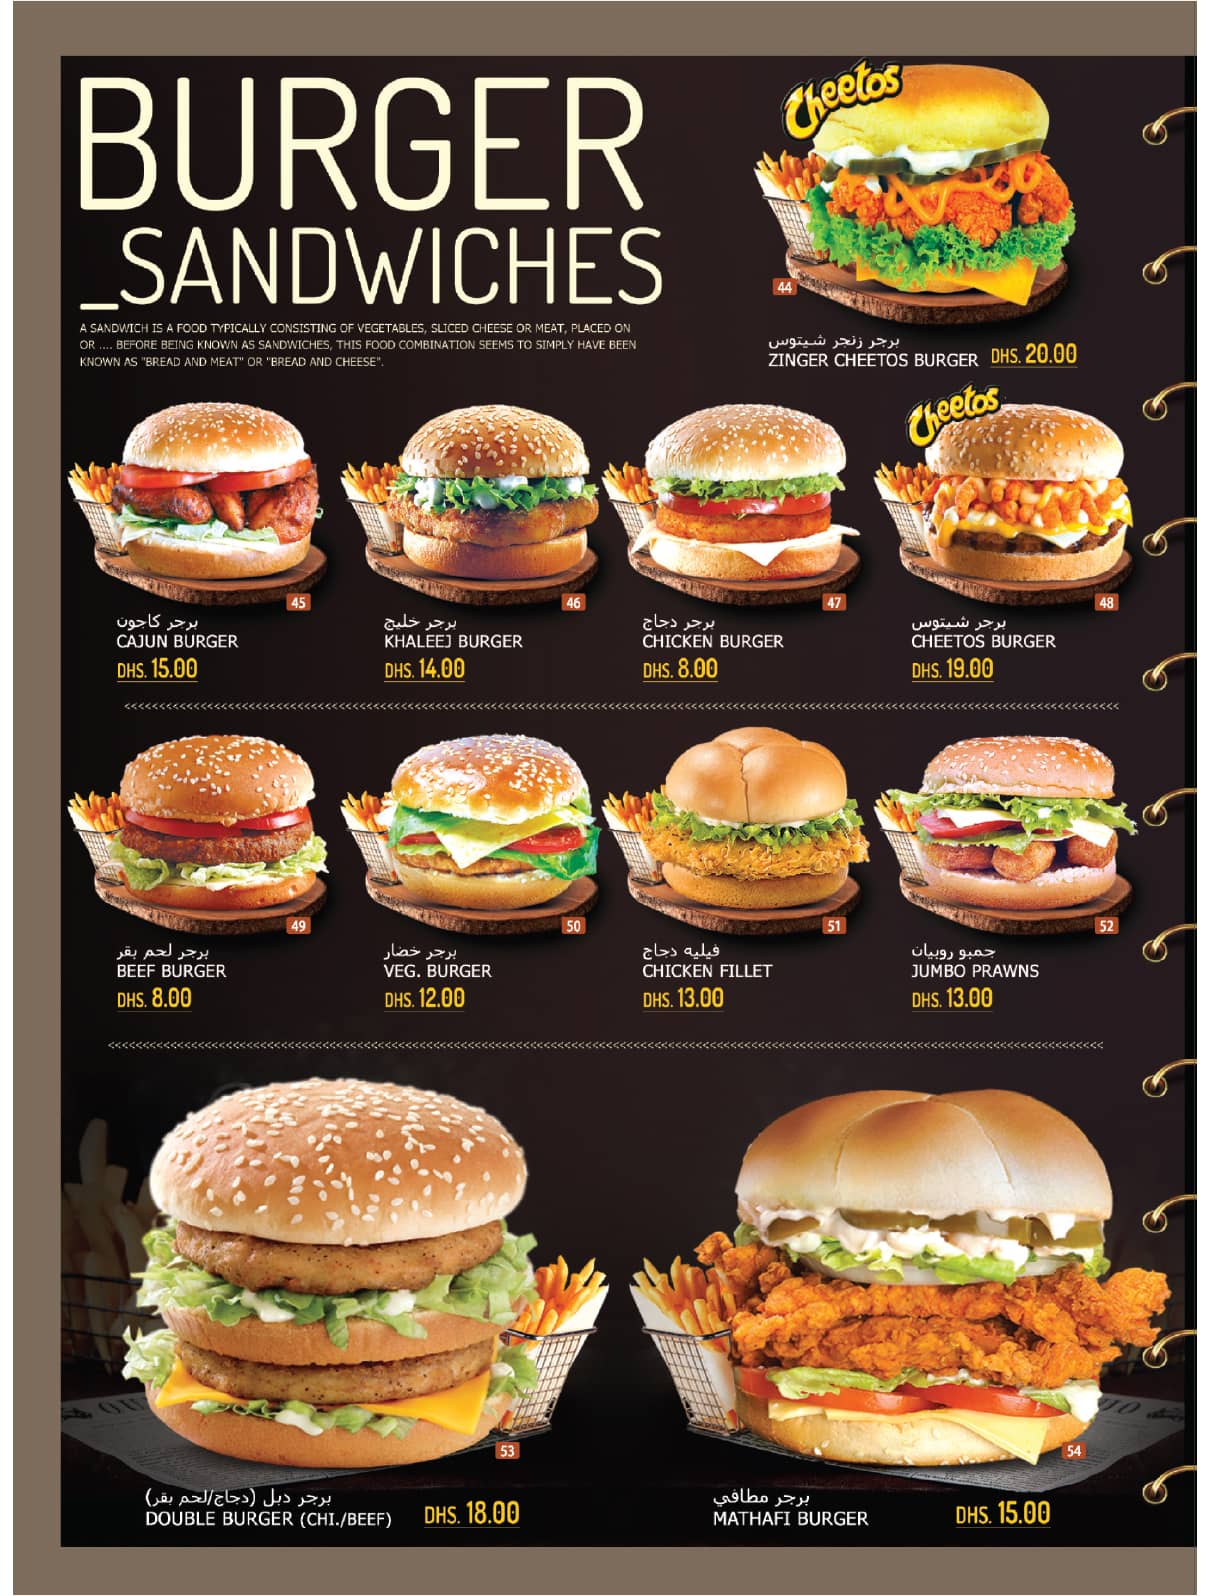 BURGER
_SANDWICHES
A SANDWICH IS A FOOD TYPICALLY CONSISTING OF VEGETABLES, SLICED CHEESE OR MEAT, PLACED ON
OR .... BEFORE BEING KNOWN AS SANDWICHES, THIS FOOD COMBINATION SEEMS TO SIMPLY HAVE BEEN
KNOWN AS "BREAD AND MEAT" OR "BREAD AND CHEESE".
Cheetos
44
برجر زنجر شيتوس
ZINGER CHEETOS BURGER DHS. 20.00
45
برجر كاجون
CAJUN BURGER
DHS. 15.00
46
برجر خليج
KHALEEJ BURGER
DHS. 14.00
47
برجر دجاج
CHICKEN BURGER
DHS. 8.00
Cheetos
48
برجر شيتوس
CHEETOS BURGER
DHS. 19.00
49
برجر لحم بقر
BEEF BURGER
DHS. 8.00
50
برجر خضار
VEG. BURGER
DHS. 12.00
51
فيليه دجاج
CHICKEN FILLET
DHS. 13.00
52
جمبو روبيان
JUMBO PRAWNS
DHS. 13.00
53
برجر دبل (دجاج/لحم بقر)
DOUBLE BURGER (CHI./BEEF) DHS. 18.00
54
برجر مطافي
MATHAFI BURGER DHS. 15.00